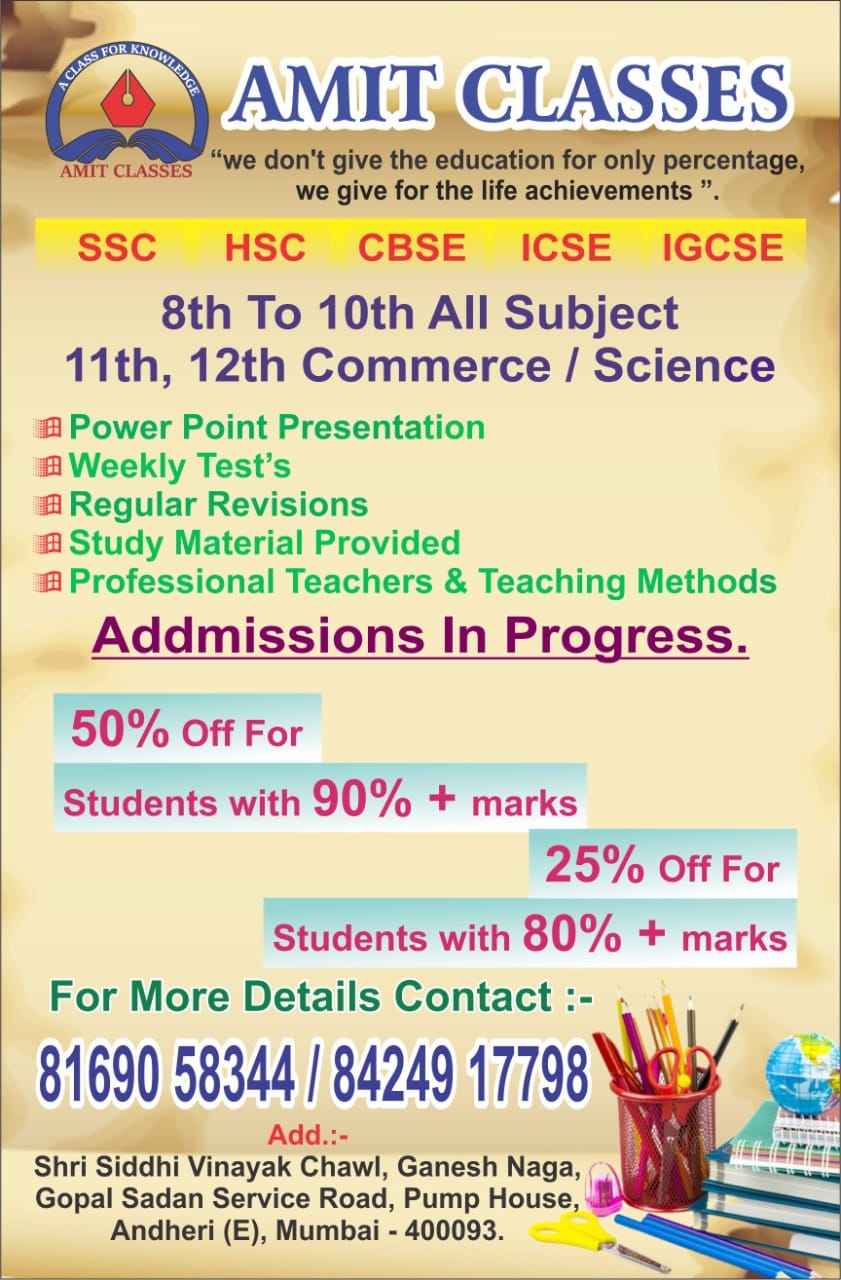 A CLASS FOR KNOWLEDGE
AMIT CLASSES
AMIT CLASSES
“we don't give the education for only percentage,
we give for the life achievements ”.
SSC HSC CBSE ICSE IGCSE
8th To 10th All Subject
11th, 12th Commerce / Science
Power Point Presentation
Weekly Test’s
Regular Revisions
Study Material Provided
Professional Teachers & Teaching Methods
Addmissions In Progress.
50% Off For
Students with 90% + marks
25% Off For
Students with 80% + marks
For More Details Contact :-
81690 58344 / 84249 17798
Add.:-
Shri Siddhi Vinayak Chawl, Ganesh Naga,
Gopal Sadan Service Road, Pump House,
Andheri (E), Mumbai - 400093.